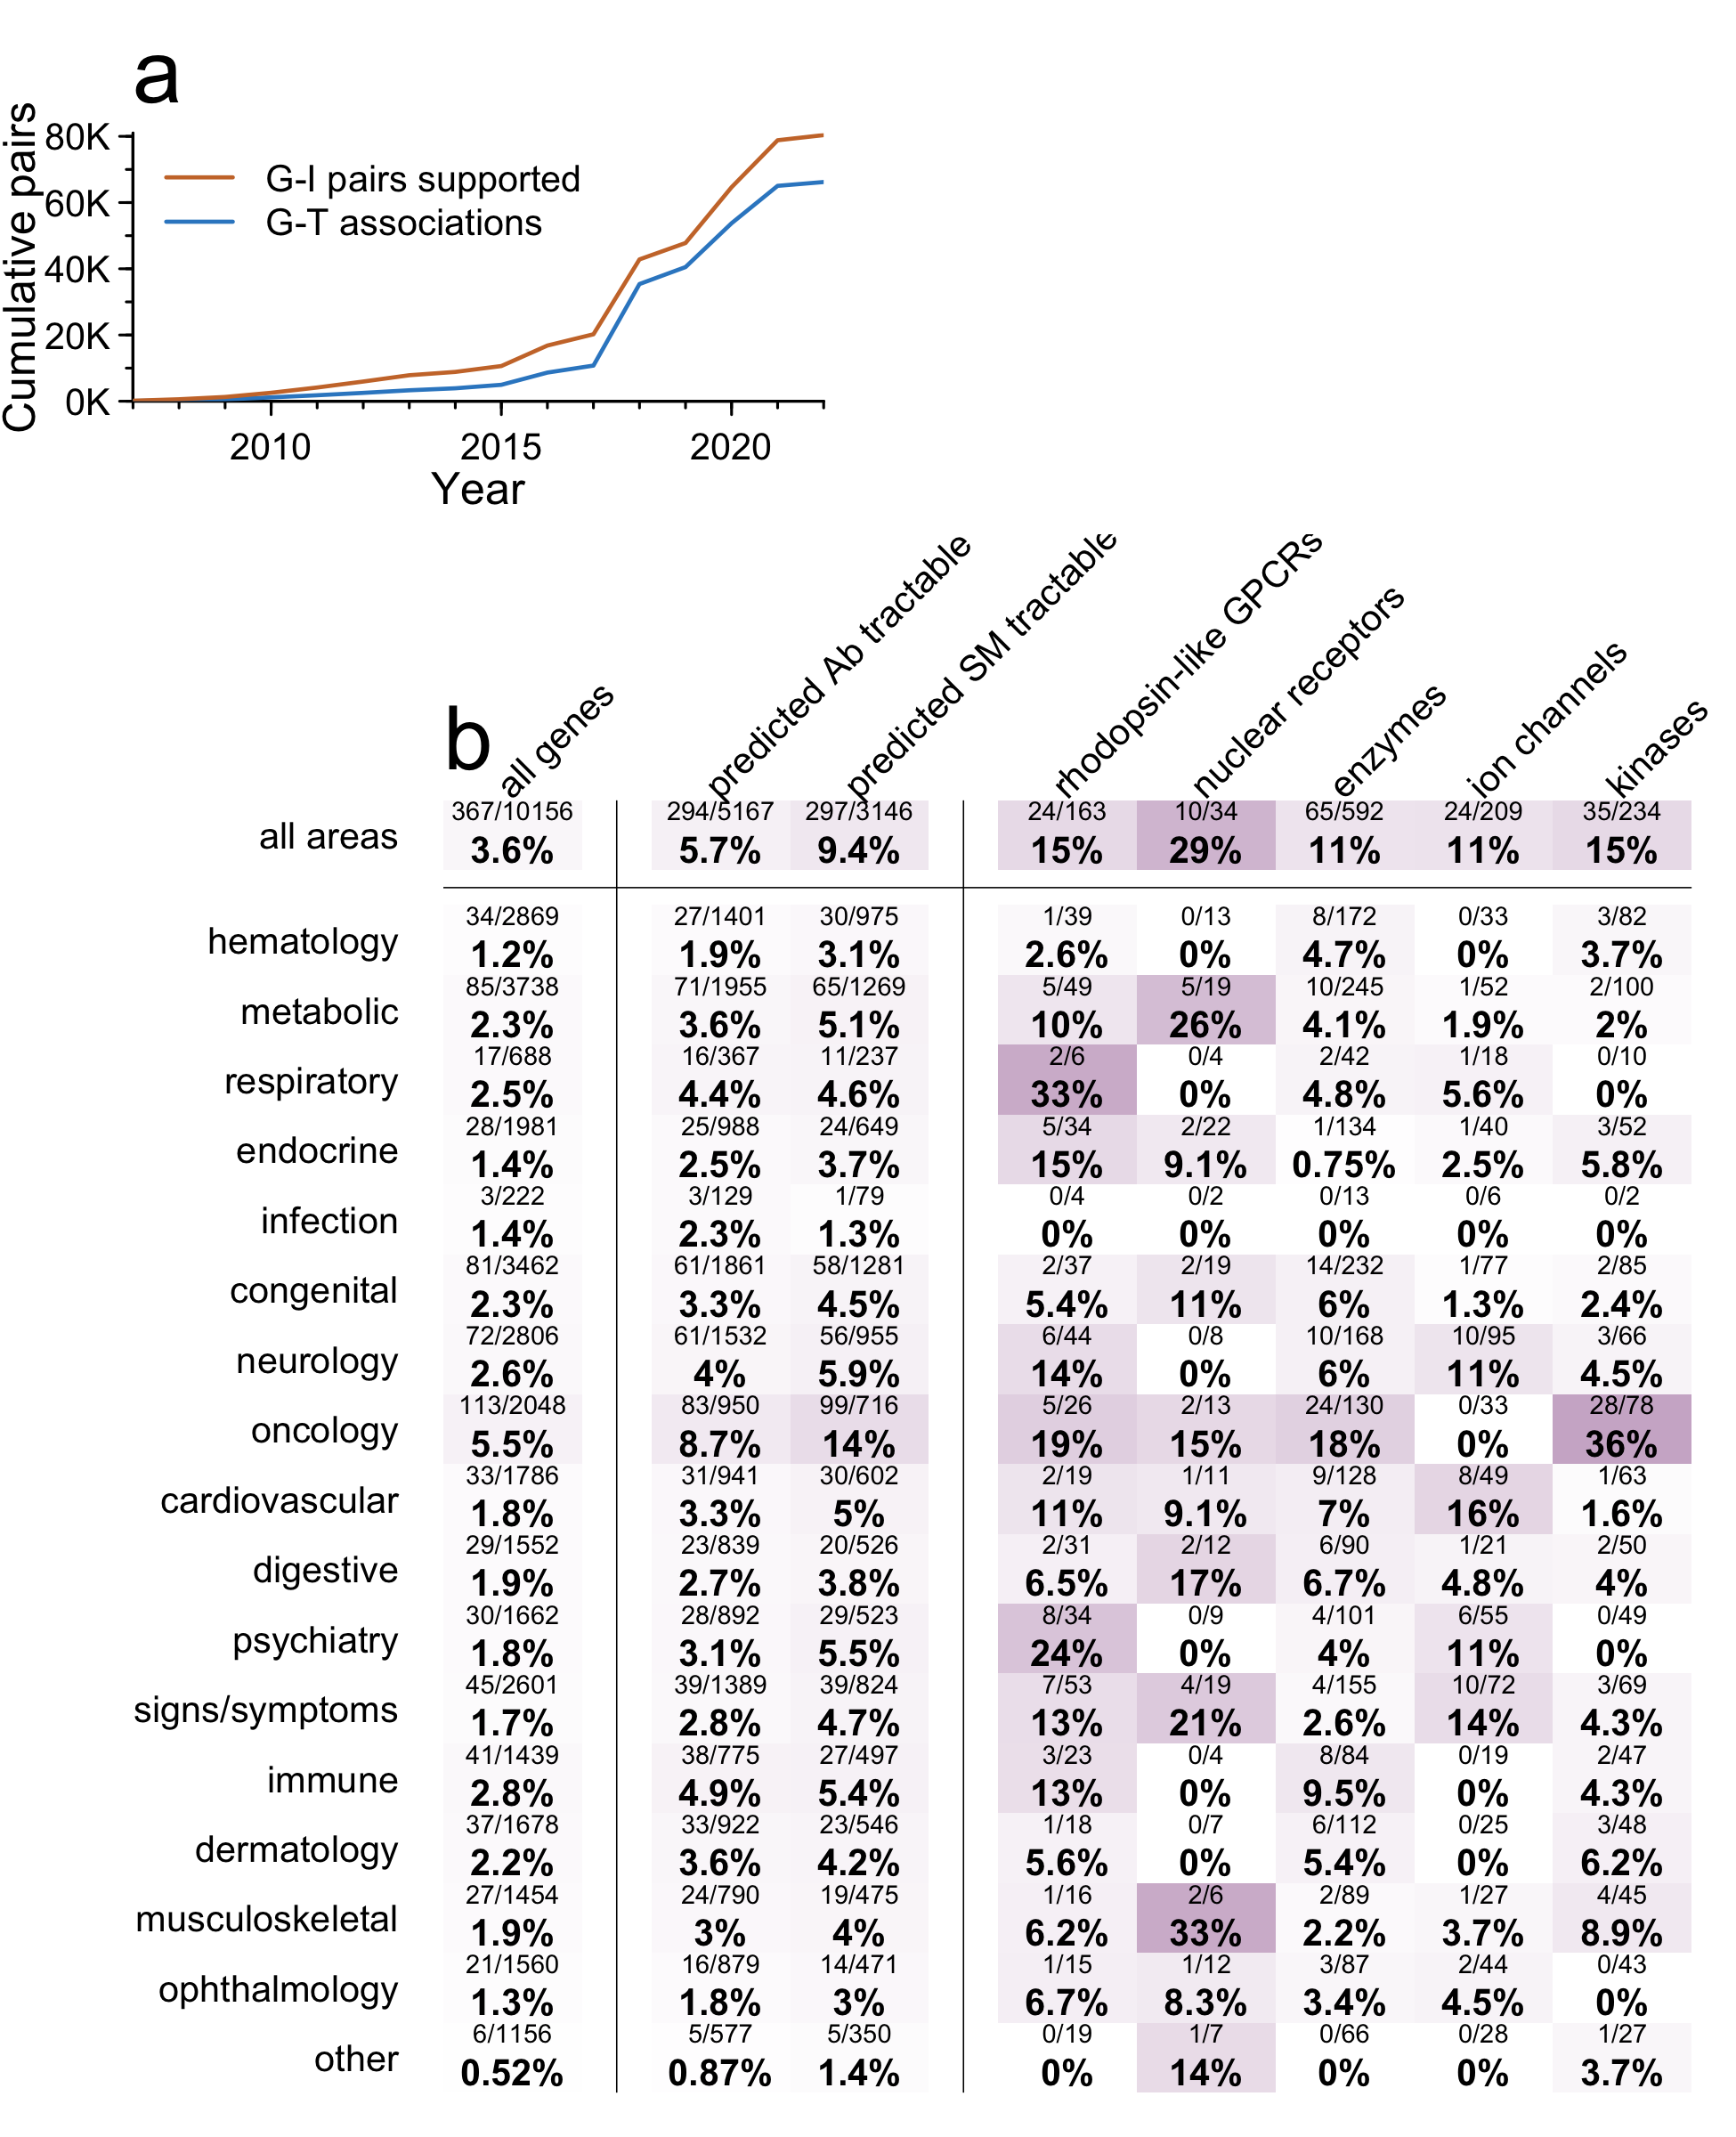 a
Cumulative pairs
80K
60K
40K
20K
0K
G-I pairs supported
G-T associations
2010 2015 2020
Year
b
all genes
predicted Ab tractable
predicted SM tractable
rhodopsin-like GPCRs
nuclear receptors
enzymes
ion channels
kinases
367/10156 294/5167 297/3146 24/163 10/34 65/592 24/209 35/234
all areas 3.6% 5.7% 9.4% 15% 29% 11% 11% 15%
34/2869 27/1401 30/975 1/39 0/13 8/172 0/33 3/82
hematology 1.2% 1.9% 3.1% 2.6% 0% 4.7% 0% 3.7%
85/3738 71/1955 65/1269 5/49 5/19 10/245 1/52 2/100
metabolic 2.3% 3.6% 5.1% 10% 26% 4.1% 1.9% 2%
17/688 16/367 11/237 2/6 0/4 2/42 1/18 0/10
respiratory 2.5% 4.4% 4.6% 33% 0% 4.8% 5.6% 0%
28/1981 25/988 24/649 5/34 2/22 1/134 1/40 3/52
endocrine 1.4% 2.5% 3.7% 15% 9.1% 0.75% 2.5% 5.8%
3/222 3/129 1/79 0/4 0/2 0/13 0/6 0/2
infection 1.4% 2.3% 1.3% 0% 0% 0% 0% 0%
81/3462 61/1861 58/1281 2/37 2/19 14/232 1/77 2/85
congenital 2.3% 3.3% 4.5% 5.4% 11% 6% 1.3% 2.4%
72/2806 61/1532 56/955 6/44 0/8 10/168 10/95 3/66
neurology 2.6% 4% 5.9% 14% 0% 6% 11% 4.5%
113/2048 83/950 99/716 5/26 2/13 24/130 0/33 28/78
oncology 5.5% 8.7% 14% 19% 15% 18% 0% 36%
33/1786 31/941 30/602 2/19 1/11 9/128 8/49 1/63
cardiovascular 1.8% 3.3% 5% 11% 9.1% 7% 16% 1.6%
29/1552 23/839 20/526 2/31 2/12 6/90 1/21 2/50
digestive 1.9% 2.7% 3.8% 6.5% 17% 6.7% 4.8% 4%
30/1662 28/892 29/523 8/34 0/9 4/101 6/55 0/49
psychiatry 1.8% 3.1% 5.5% 24% 0% 4% 11% 0%
45/2601 39/1389 39/824 7/53 4/19 4/155 10/72 3/69
signs/symptoms 1.7% 2.8% 4.7% 13% 21% 2.6% 14% 4.3%
41/1439 38/775 27/497 3/23 0/4 8/84 0/19 2/47
immune 2.8% 4.9% 5.4% 13% 0% 9.5% 0% 4.3%
37/1678 33/922 23/546 1/18 0/7 6/112 0/25 3/48
dermatology 2.2% 3.6% 4.2% 5.6% 0% 5.4% 0% 6.2%
27/1454 24/790 19/475 1/16 2/6 2/89 1/27 4/45
musculoskeletal 1.9% 3% 4% 6.2% 33% 2.2% 3.7% 8.9%
21/1560 16/879 14/471 1/15 1/12 3/87 2/44 0/43
ophthalmology 1.3% 1.8% 3% 6.7% 8.3% 3.4% 4.5% 0%
6/1156 5/577 5/350 0/19 1/7 0/66 0/28 1/27
other 0.52% 0.87% 1.4% 0% 14% 0% 0% 3.7%